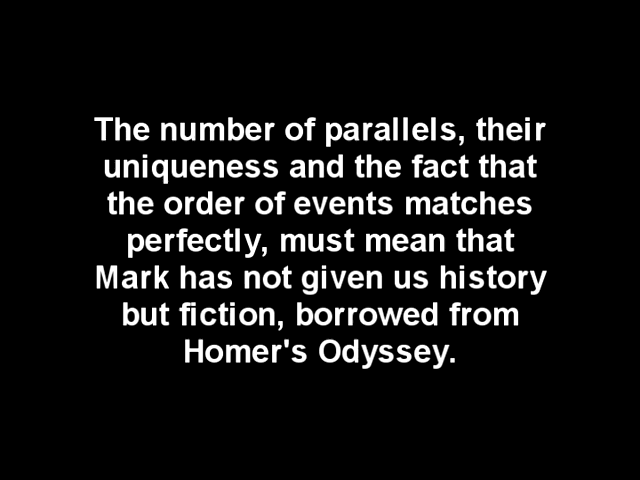 The number of parallels, their
uniqueness and the fact that
the order of events matches
perfectly, must mean that
Mark has not given us history
but fiction, borrowed from
Homer's Odyssey.